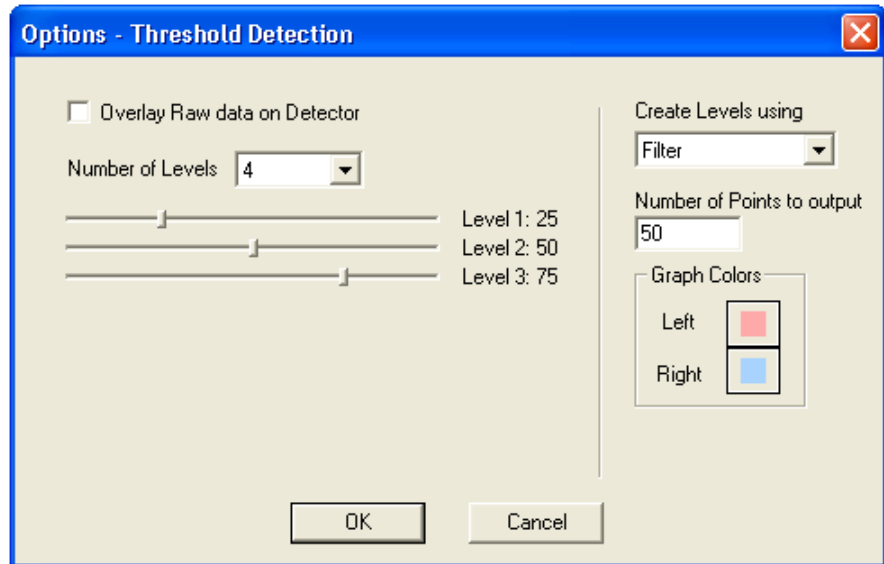 Options - Threshold Detection
Overlay Raw data on Detector
Number of Levels 4
Level 1: 25
Level 2: 50
Level 3: 75
Create Levels using
Filter
Number of Points to output
50
Graph Colors
Left
Right
OK
Cancel